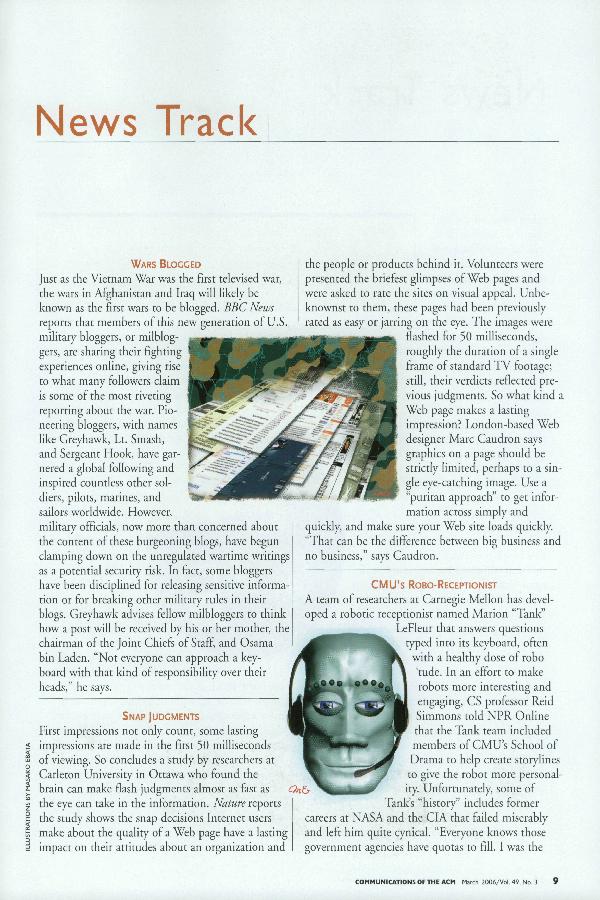 News Track
WARS BLOGGED
Just as the Vietnam War was the first televised war,
the wars in Afghanistan and Iraq will likely be
known as the first wars to be blogged. BBC News
reports that members of this new generation of U.S.
military bloggers, or milblog-
gers, are sharing their fighting
experiences online, giving rise
to what many followers claim
is some of the most riveting
reporting about the war. Pio-
neering bloggers, with names
like Greyhawk, Lt. Smash,
and Sergeant Hook, have gar-
nered a global following and
inspired countless other sol-
diers, pilots, marines, and
sailors worldwide. However,
military officials, now more than concerned about
the content of these burgeoning blogs, have begun
clamping down on the unregulated wartime writings
as a potential security risk. In fact, some bloggers
have been disciplined for releasing sensitive informa-
tion or for breaking other military rules in their
blogs. Greyhawk advises fellow milbloggers to think
how a post will be received by his or her mother, the
chairman of the Joint Chiefs of Staff, and Osama
bin Laden. “Not everyone can approach a key-
board with that kind of responsibility over their
heads,” he says.
SNAP JUDGMENTS
First impressions not only count, some lasting
impressions are made in the first 50 milliseconds
of viewing. So concludes a study by researchers at
Carleton University in Ottawa who found the
brain can make flash judgments almost as fast as
the eye can take in the information. Nature reports
the study shows the snap decisions Internet users
make about the quality of a Web page have a lasting
impact on their attitudes about an organization and
the people or products behind it. Volunteers were
presented the briefest glimpses of Web pages and
were asked to rate the sites on visual appeal. Unbe-
knownst to them, these pages had been previously
rated as easy or jarring on the eye. The images were
flashed for 50 milliseconds,
roughly the duration of a single
frame of standard TV footage;
still, their verdicts reflected pre-
vious judgments. So what kind a
Web page makes a lasting
impression? London-based Web
designer Marc Caudron says
graphics on a page should be
strictly limited, perhaps to a sin-
gle eye-catching image. Use a
“puritan approach” to get infor-
mation across simply and
quickly, and make sure your Web site loads quickly.
“That can be the difference between big business and
no business,” says Caudron.
CMU'S ROBO-RECEPTIONIST
A team of researchers at Carnegie Mellon has devel-
oped a robotic receptionist named Marion “Tank”
LeFleur that answers questions
typed into its keyboard, often
with a healthy dose of robo
‘tude. In an effort to make
robots more interesting and
engaging, CS professor Reid
Simmons told NPR Online
that the Tank team included
members of CMU's School of
Drama to help create storylines
to give the robot more personal-
ity. Unfortunately, some of
Tank's “history” includes former
careers at NASA and the CIA that failed miserably
and left him quite cynical. “Everyone knows those
government agencies have quotas to fill. I was the
ILLUSTRATIONS BY MASAKO EBATA
COMMUNICATIONS OF THE ACM March 2006/Vol. 49, No. 3 9